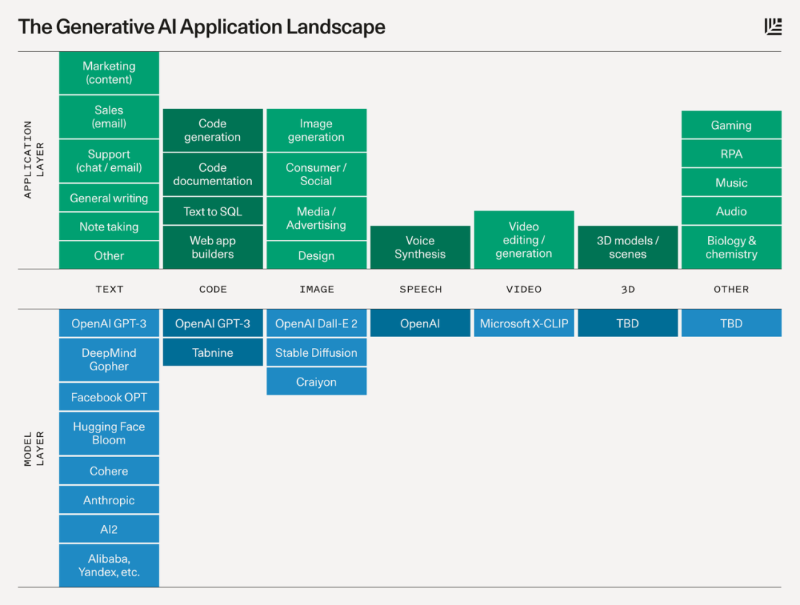 The Generative AI Application Landscape
APPLICATION
LAYER
Marketing
(content)
Sales
(email)
Support
(chat / email)
General writing
Note taking
Other
Code
generation
Code
documentation
Text to SQL
Web app
builders
Image
generation
Consumer /
Social
Media /
Advertising
Design
Voice
Synthesis
Video
editing /
generation
3D models /
scenes
Gaming
RPA
Music
Audio
Biology &
chemistry
TEXT
CODE
IMAGE
SPEECH
VIDEO
3D
OTHER
MODEL
LAYER
OpenAI GPT-3
DeepMind
Gopher
Facebook OPT
Hugging Face
Bloom
Cohere
Anthropic
AI2
Alibaba,
Yandex, etc.
OpenAI GPT-3
Tabnine
OpenAI Dall-E 2
Stable Diffusion
Craiyon
OpenAI
Microsoft X-CLIP
TBD
TBD